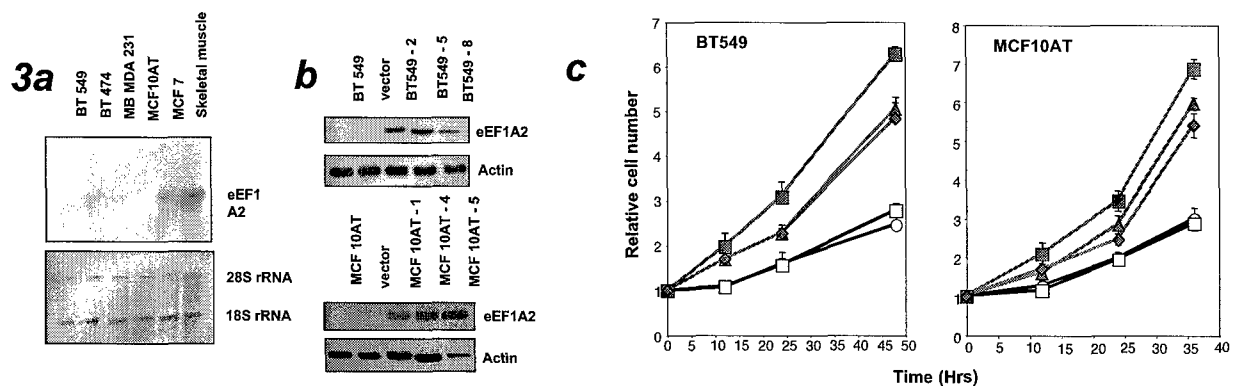 3a
BT 549
BT 474
MB MDA 231
MCF10AT
MCF 7
Skeletal muscle
eEF1
A2
28S rRNA
18S rRNA
b
BT 549
vector
BT549 - 2
BT549 - 5
BT549 - 8
eEF1A2
Actin
MCF 10AT
vector
MCF 10AT - 1
MCF 10AT - 4
MCF 10AT - 5
eEF1A2
Actin
c
Relative cell number
BT549
7
6
5
4
3
2
1
0
0 5 10 15 20 25 30 35 40 45 50
MCF10AT
8
7
6
5
4
3
2
1
0
0 5 10 15 20 25 30 35 40
Time (Hrs)